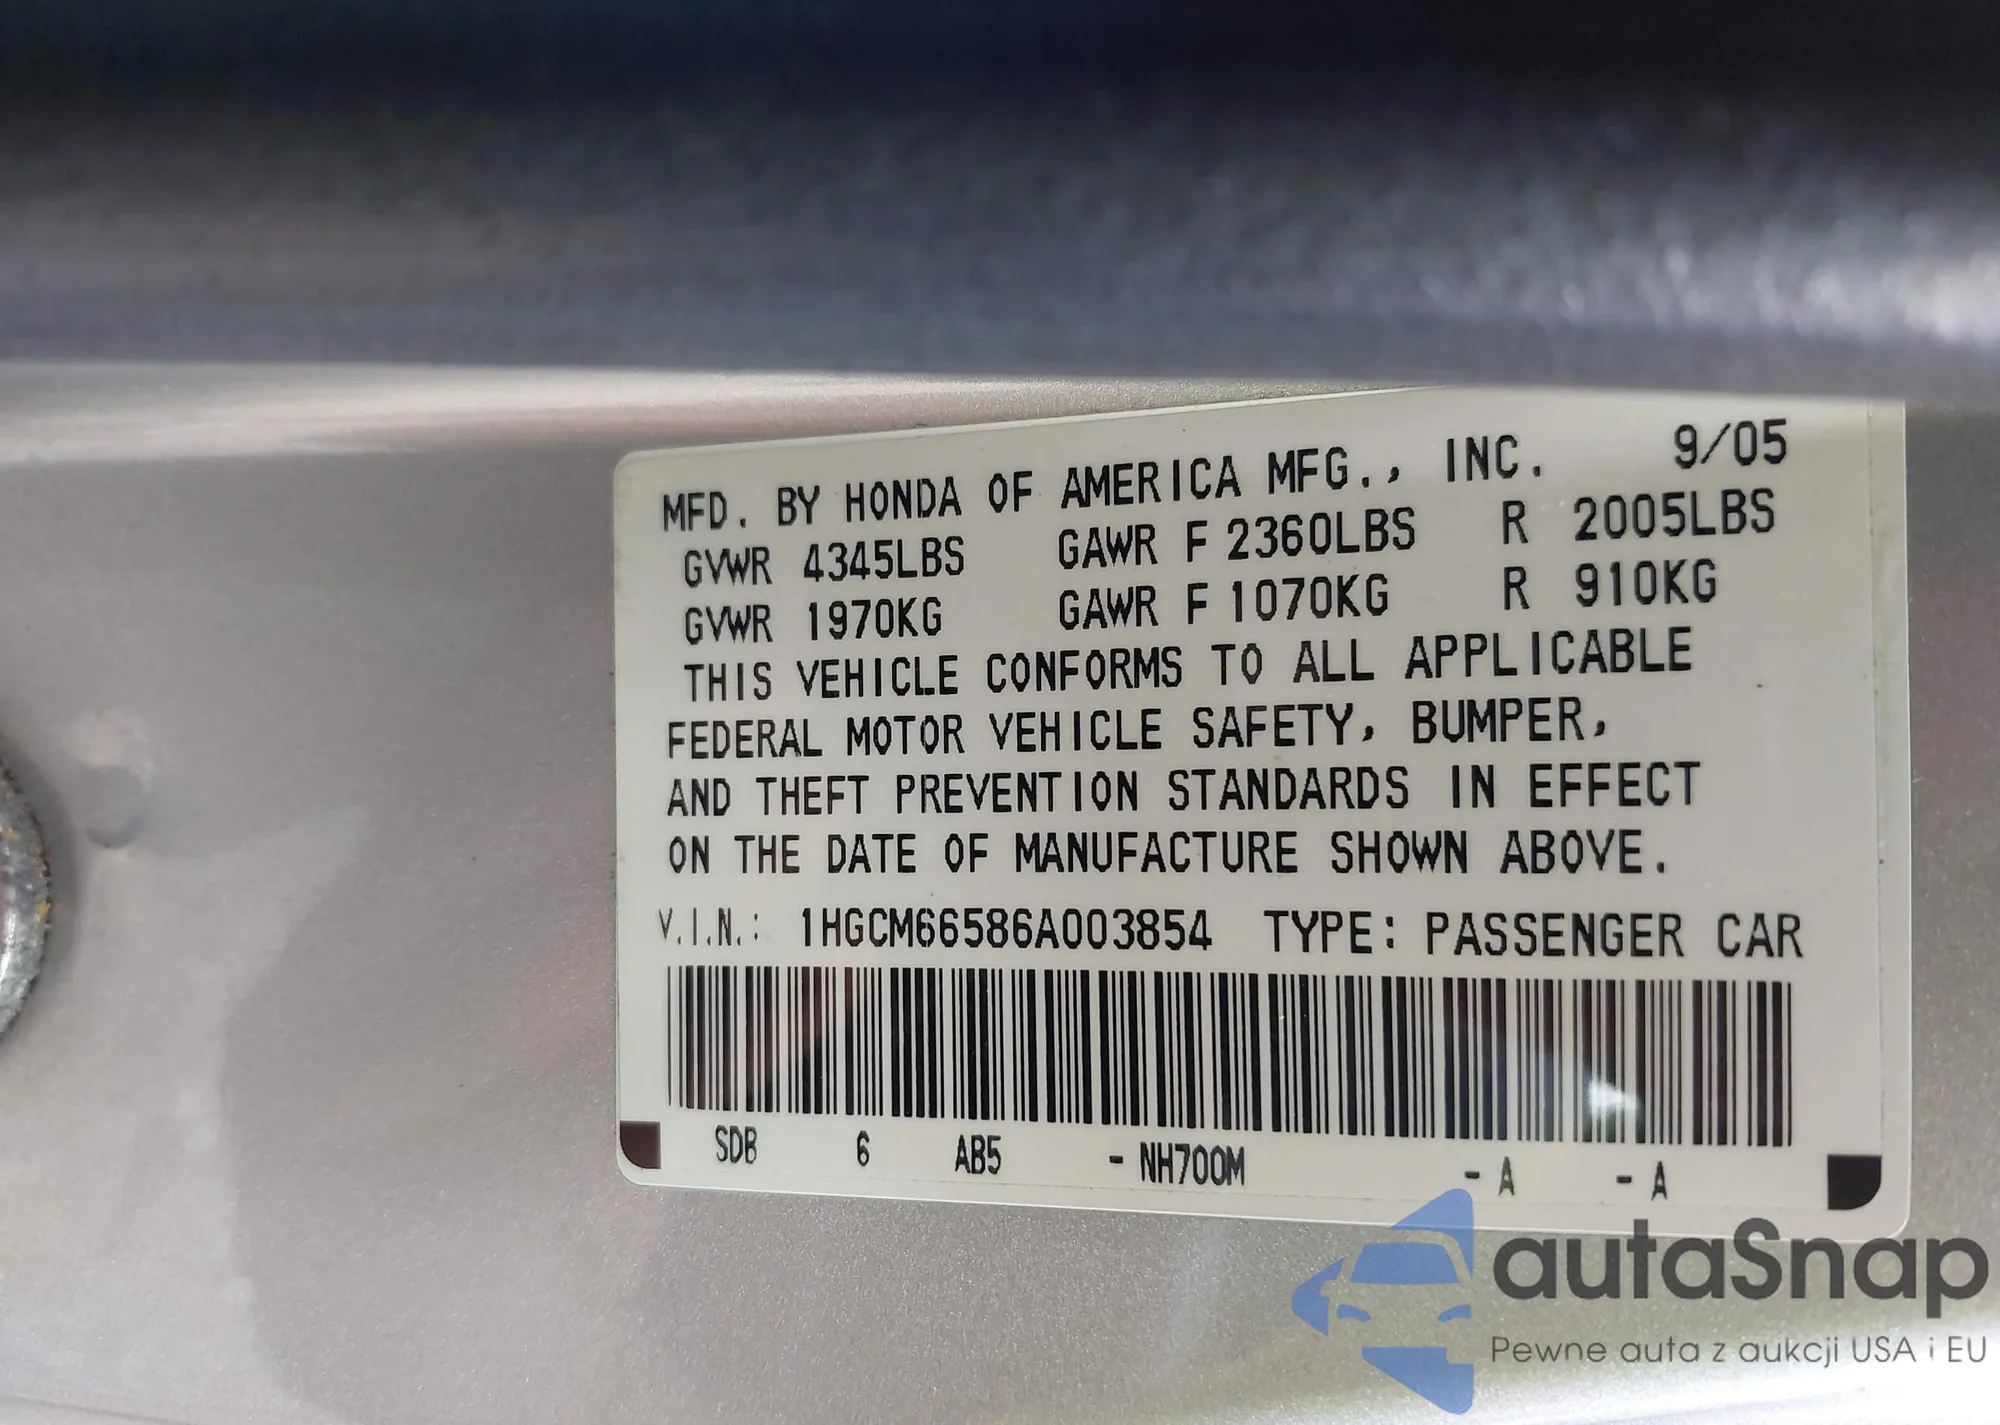 MFD. BY HONDA OF AMERICA MFG., INC. 9/05
GVWR 4345LBS GAWR F 2360LBS R 2005LBS
GVWR 1970KG GAWR F 1070KG R 910KG
THIS VEHICLE CONFORMS TO ALL APPLICABLE
FEDERAL MOTOR VEHICLE SAFETY, BUMPER,
AND THEFT PREVENTION STANDARDS IN EFFECT
ON THE DATE OF MANUFACTURE SHOWN ABOVE.
V.I.N.: 1HGCM66586A003854 TYPE: PASSENGER CAR
SDB 6 AB5 - NH700M - A - A
autaSnap
Pewne auta z aukcji USA i EU